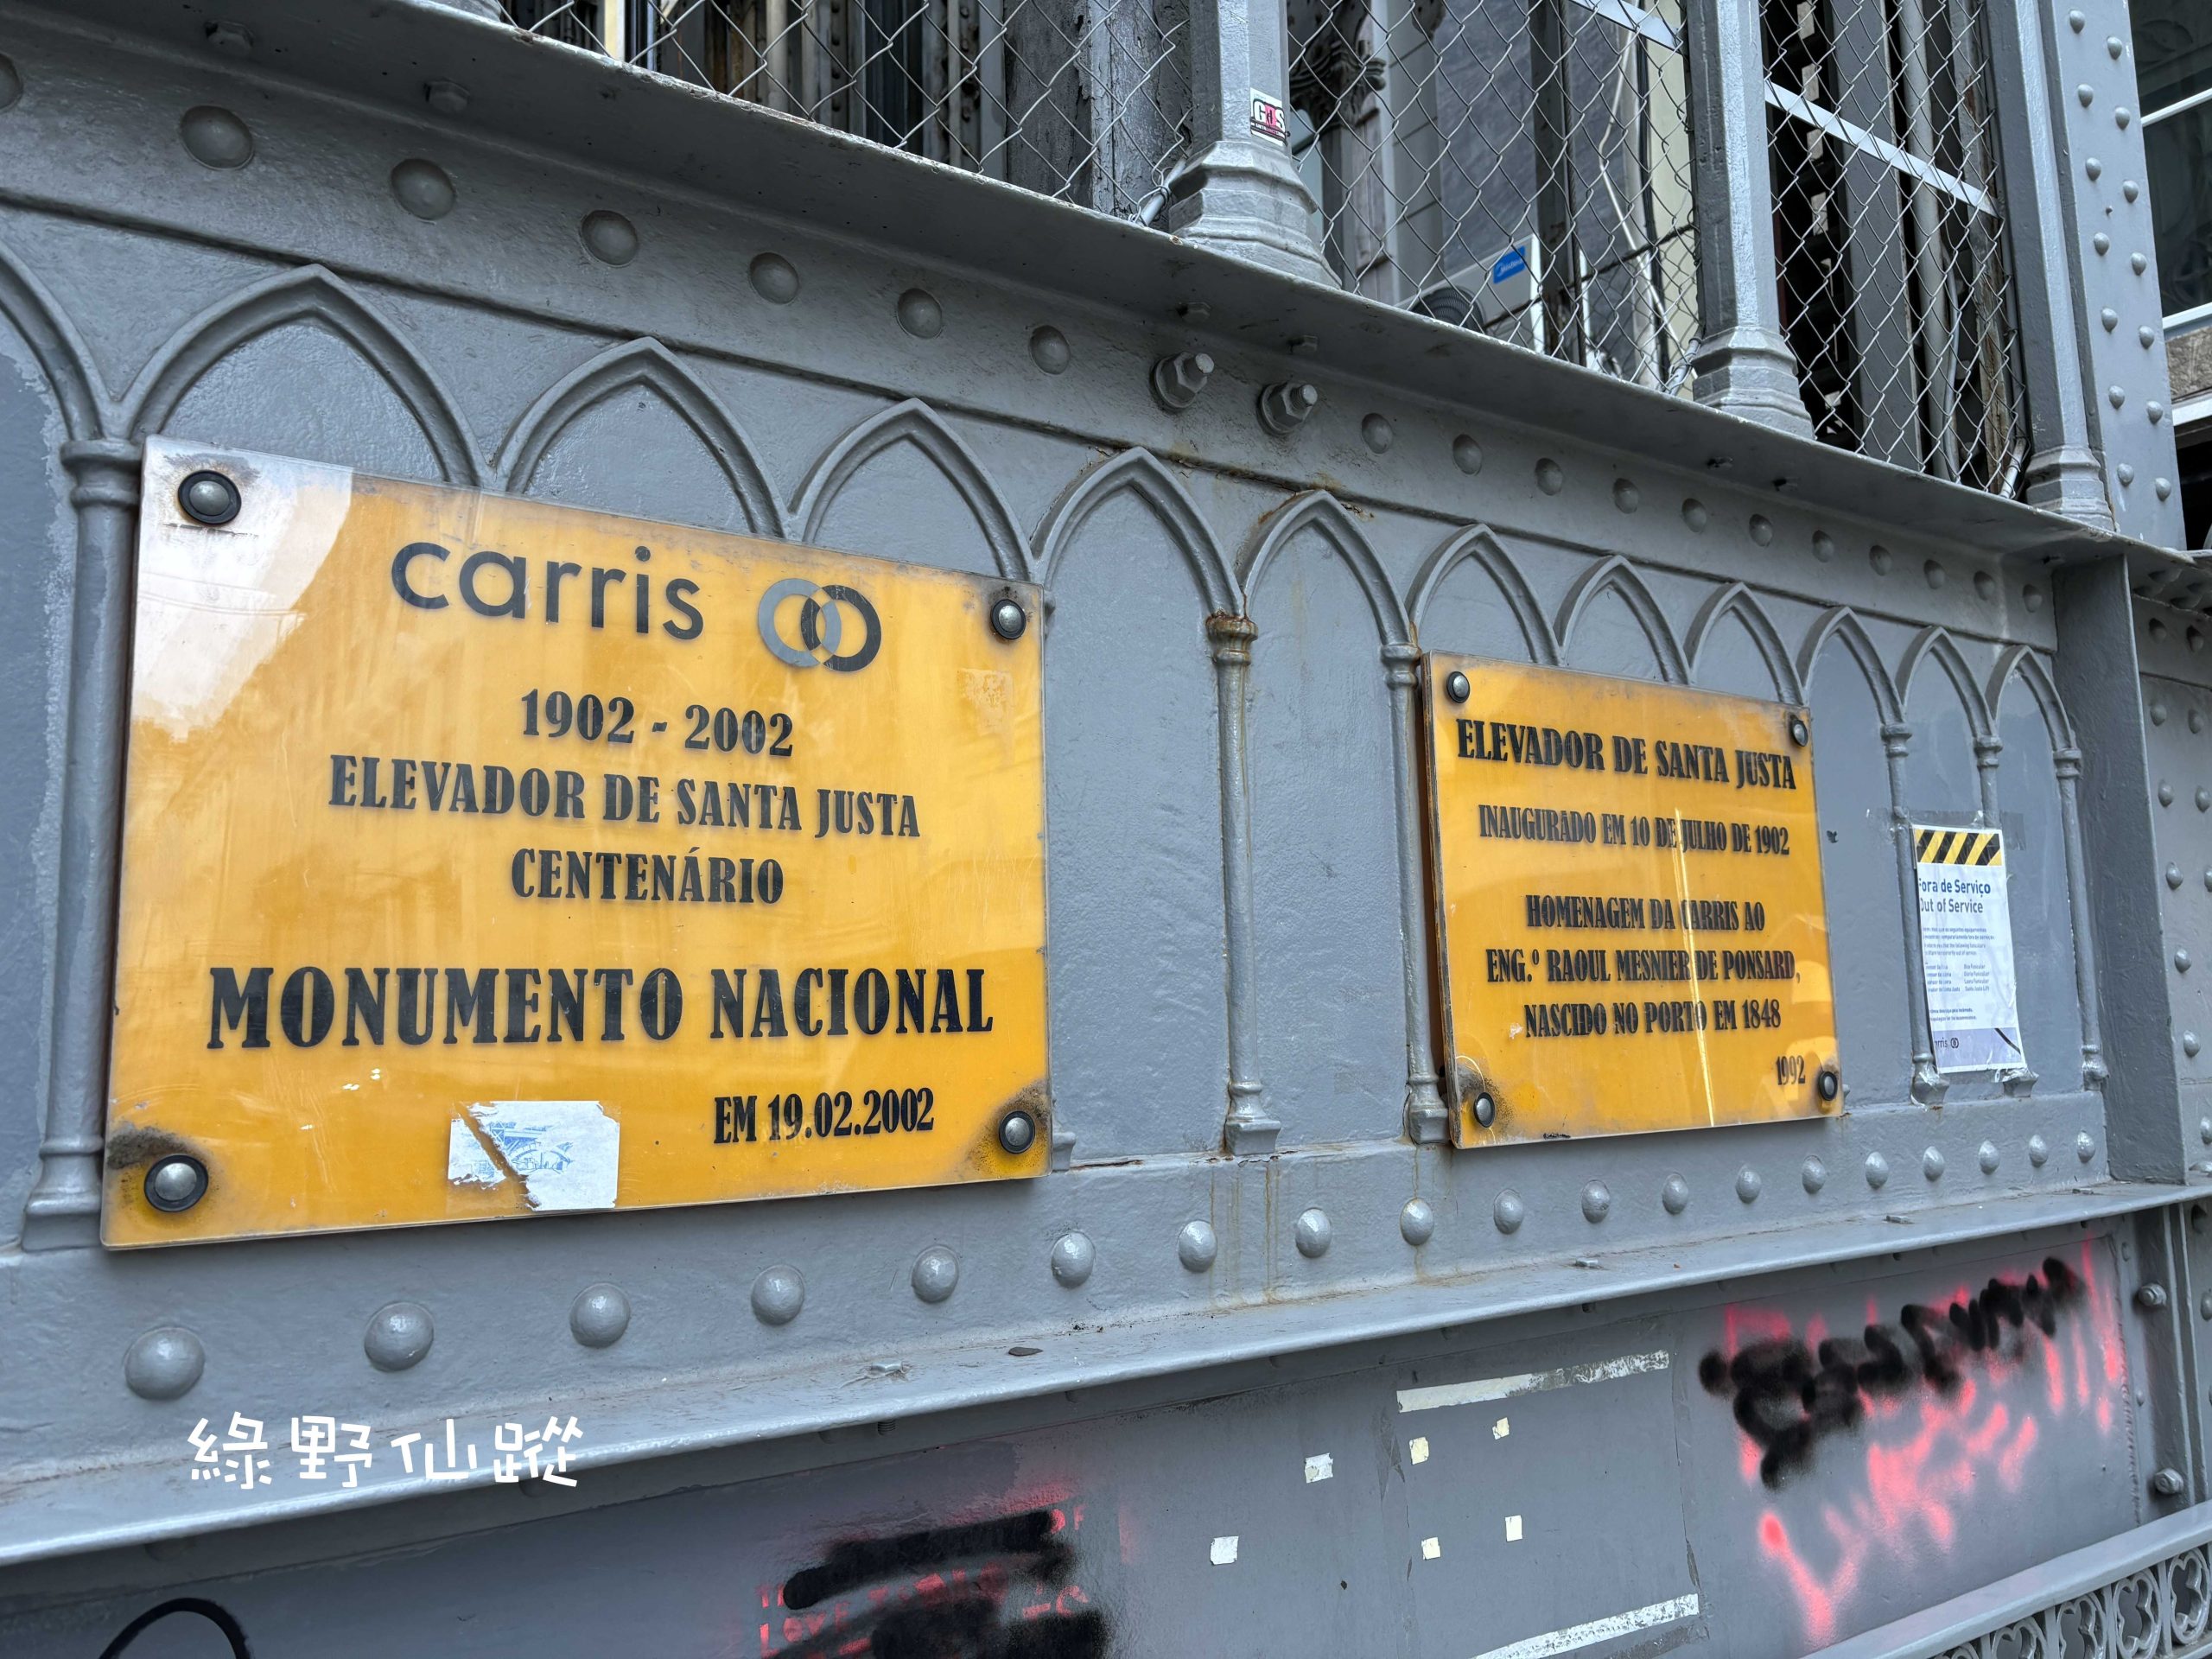 carris
1902 - 2002
ELEVADOR DE SANTA JUSTA
CENTENÁRIO
MONUMENTO NACIONAL
EM 19.02.2002
ELEVADOR DE SANTA JUSTA
INAUGURADO EM 10 DE JULHO DE 1902
HOMENAGEM DA CARRIS AO
ENG.º RAOUL MESNIER DE PONSARD,
NASCIDO NO PORTO EM 1848
1992
Fora de Serviço
Out of Service
GDS
綠野仙蹤